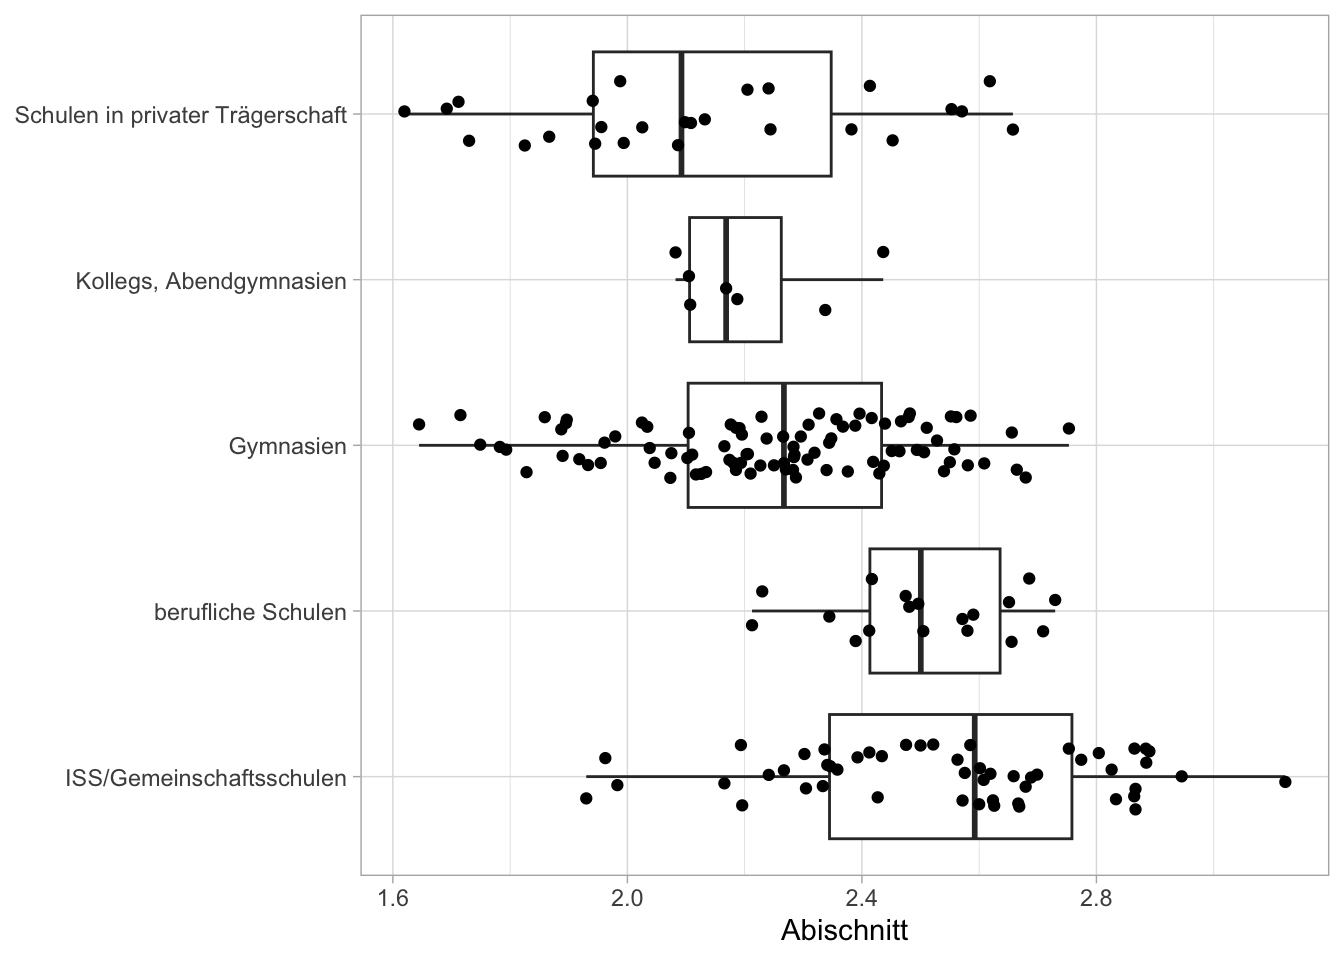 Schulen in privater Trägerschaft
Kollegs, Abendgymnasien
Gymnasien
berufliche Schulen
ISS/Gemeinschaftsschulen
1.6 2.0 2.4 2.8
Abischnitt